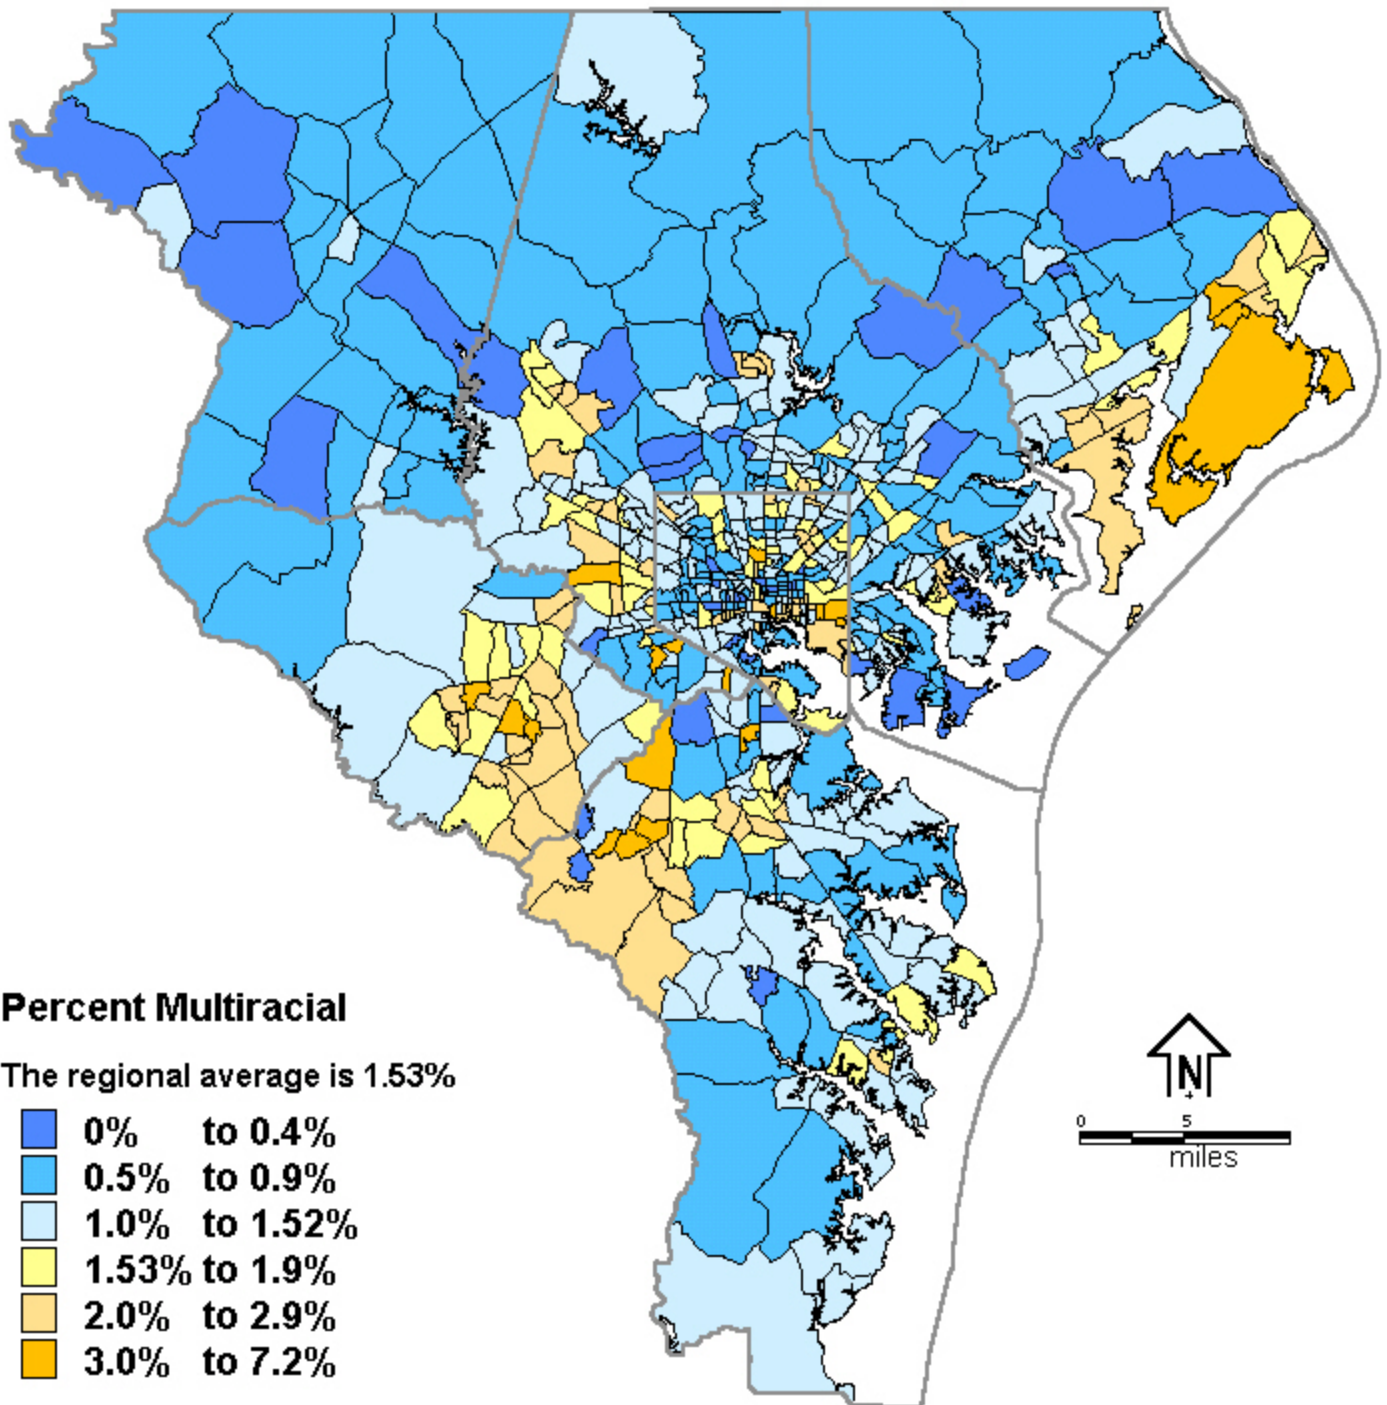 Percent Multiracial
The regional average is 1.53%
0% to 0.4%
0.5% to 0.9%
1.0% to 1.52%
1.53% to 1.9%
2.0% to 2.9%
3.0% to 7.2%
N
0 5
miles